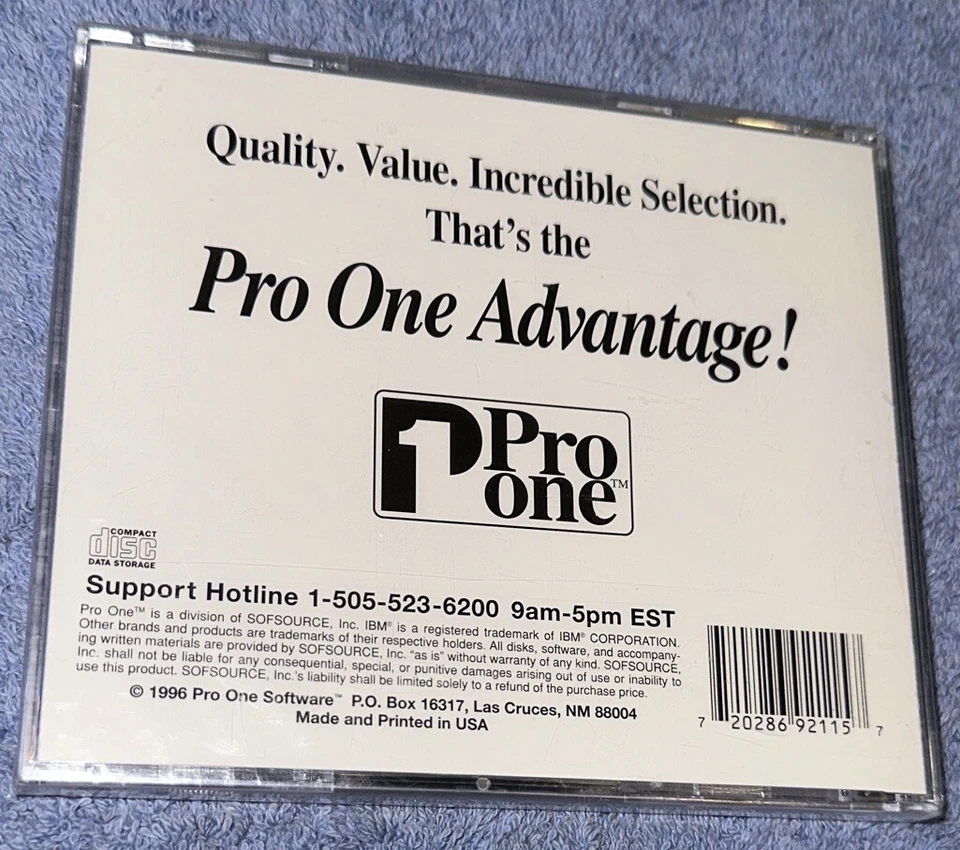 Quality. Value. Incredible Selection.
That's the
Pro One Advantage!
1 Pro
one™
COMPACT
disc
DATA STORAGE
Support Hotline 1-505-523-6200 9am-5pm EST
Pro One™ is a division of SOFSOURCE, Inc. IBM® is a registered trademark of IBM® CORPORATION.
Other brands and products are trademarks of their respective holders. All disks, software, and accompany-
ing written materials are provided by SOFSOURCE, Inc. "as is" without warranty of any kind. SOFSOURCE,
Inc. shall not be liable for any consequential, special, or punitive damages arising out of use or inability to
use this product. SOFSOURCE, Inc.'s liability shall be limited solely to a refund of the purchase price.
© 1996 Pro One Software™ P.O. Box 16317, Las Cruces, NM 88004
Made and Printed in USA
7 20286 92115 7